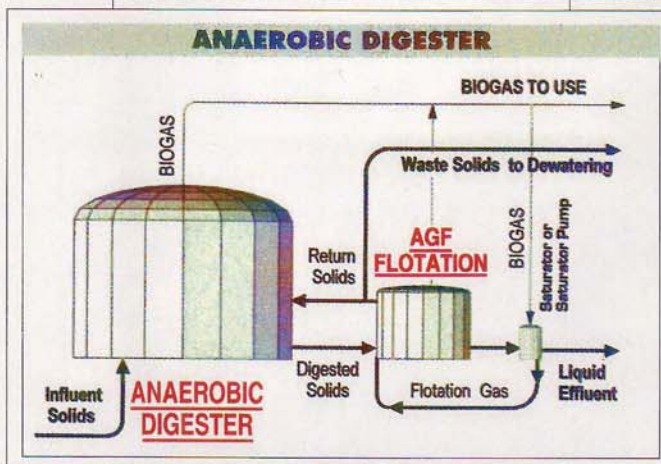 ANAEROBIC DIGESTER
BIOGAS TO USE
BIOGAS
Waste Solids to Dewatering
AGF
FLOTATION
BIOGAS
Saturator or
Saturator Pump
Return
Solids
Digested
Solids
Flotation Gas
Liquid
Effluent
Influent
Solids
ANAEROBIC
DIGESTER